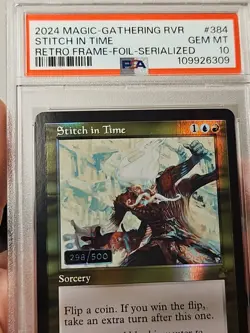 2024 MAGIC-GATHERING RVR #384
STITCH IN TIME GEM MT
RETRO FRAME-FOIL-SERIALIZED 10
PSA 109926309
Stitch in Time 1
298/500
Sorcery
Flip a coin. If you win the flip,
take an extra turn after this one.